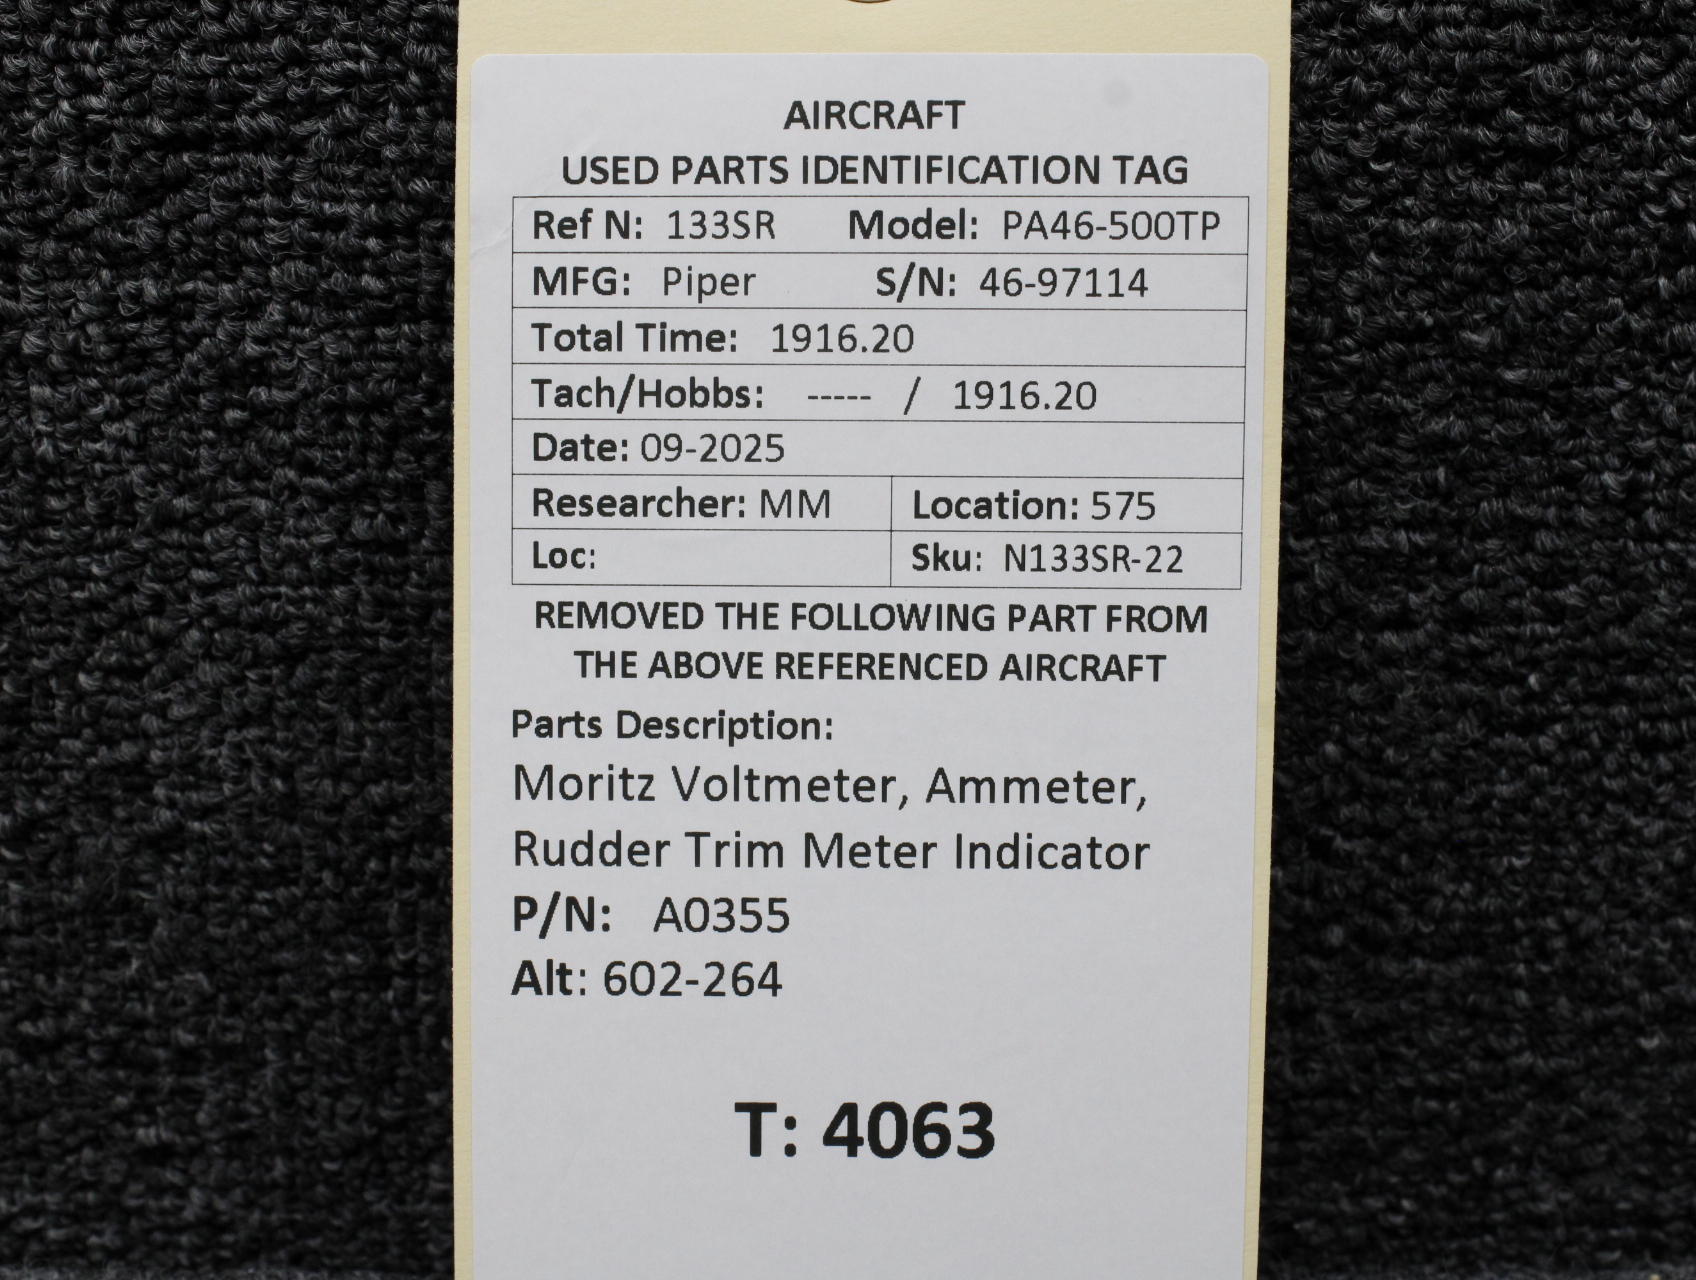 AIRCRAFT
USED PARTS IDENTIFICATION TAG
Ref N: 133SR Model: PA46-500TP
MFG: Piper S/N: 46-97114
Total Time: 1916.20
Tach/Hobbs: ----- / 1916.20
Date: 09-2025
Researcher: MM Location: 575
Loc: Sku: N133SR-22
REMOVED THE FOLLOWING PART FROM
THE ABOVE REFERENCED AIRCRAFT
Parts Description:
Moritz Voltmeter, Ammeter,
Rudder Trim Meter Indicator
P/N: A0355
Alt: 602-264
T: 4063